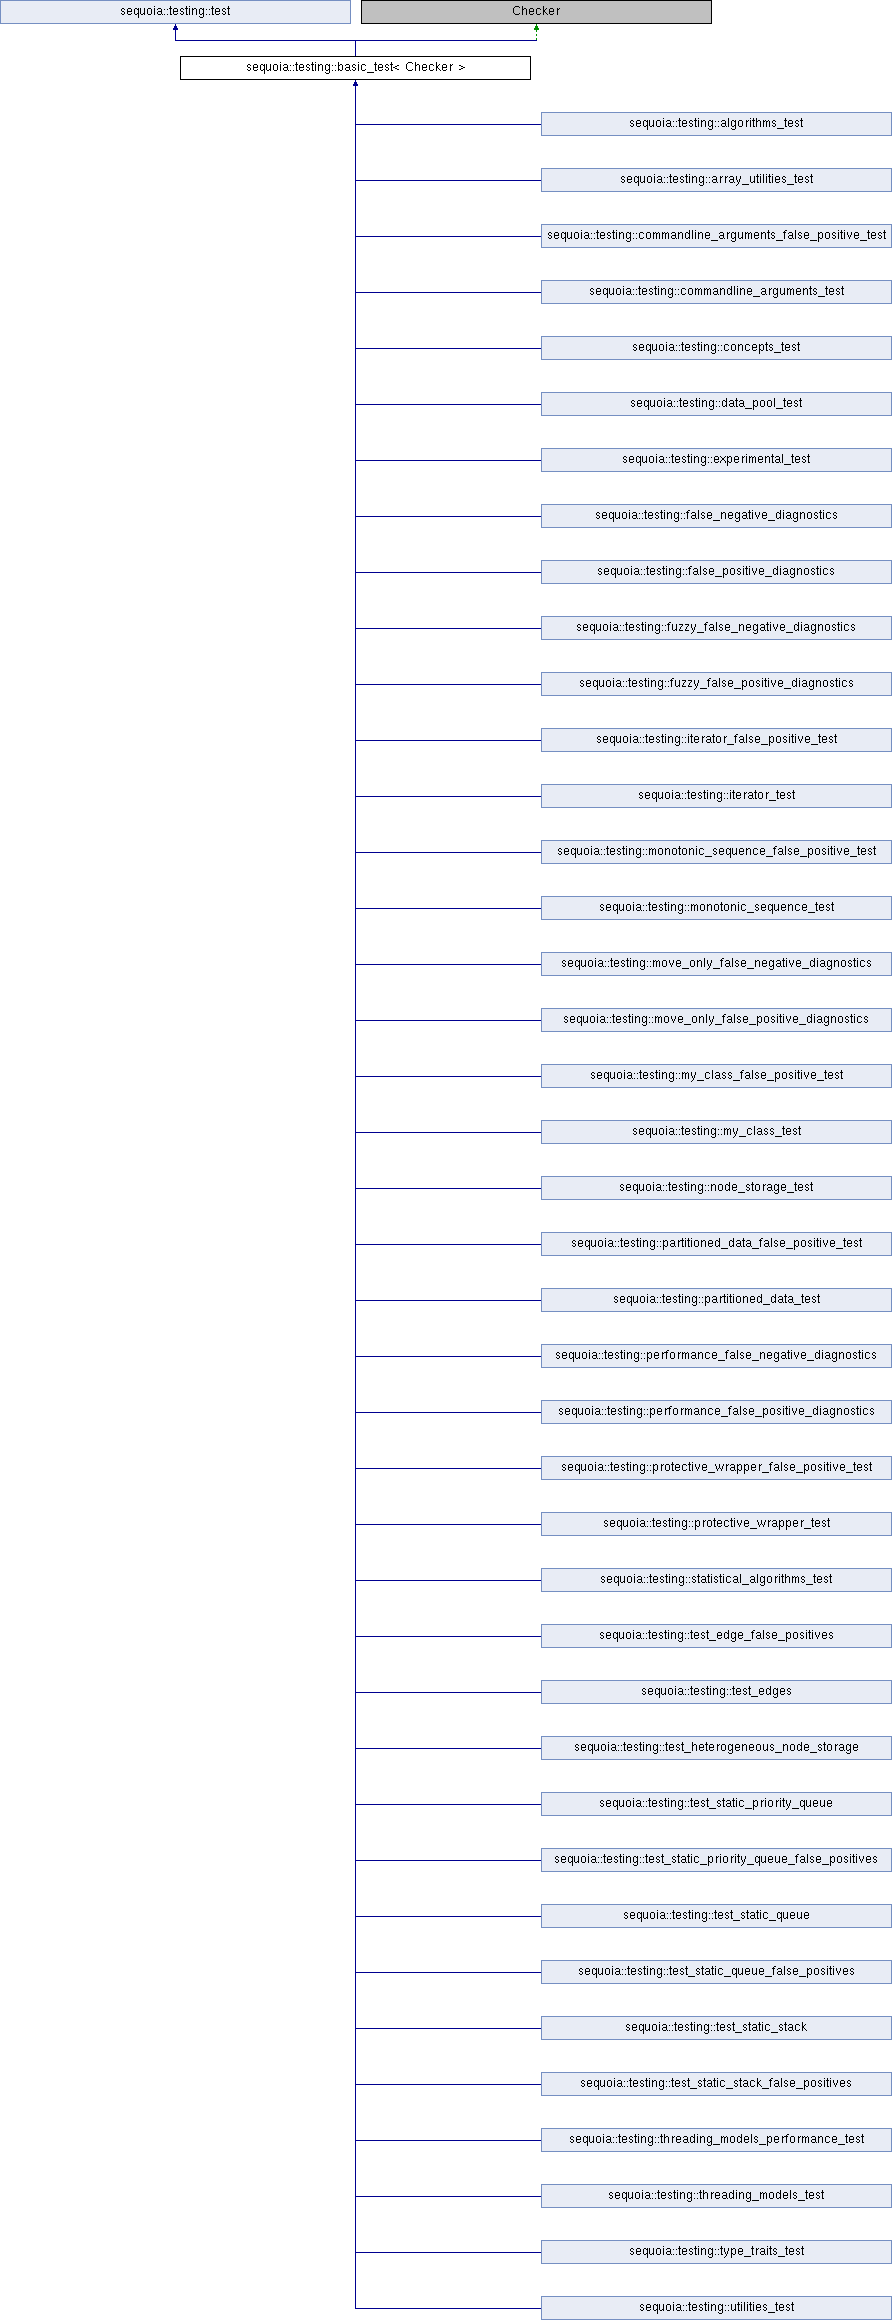 sequoia::testing::test
Checker
sequoia::testing::basic_test< Checker >
sequoia::testing::algorithms_test
sequoia::testing::array_utilities_test
sequoia::testing::commandline_arguments_false_positive_test
sequoia::testing::commandline_arguments_test
sequoia::testing::concepts_test
sequoia::testing::data_pool_test
sequoia::testing::experimental_test
sequoia::testing::false_negative_diagnostics
sequoia::testing::false_positive_diagnostics
sequoia::testing::fuzzy_false_negative_diagnostics
sequoia::testing::fuzzy_false_positive_diagnostics
sequoia::testing::iterator_false_positive_test
sequoia::testing::iterator_test
sequoia::testing::monotonic_sequence_false_positive_test
sequoia::testing::monotonic_sequence_test
sequoia::testing::move_only_false_negative_diagnostics
sequoia::testing::move_only_false_positive_diagnostics
sequoia::testing::my_class_false_positive_test
sequoia::testing::my_class_test
sequoia::testing::node_storage_test
sequoia::testing::partitioned_data_false_positive_test
sequoia::testing::partitioned_data_test
sequoia::testing::performance_false_negative_diagnostics
sequoia::testing::performance_false_positive_diagnostics
sequoia::testing::protective_wrapper_false_positive_test
sequoia::testing::protective_wrapper_test
sequoia::testing::statistical_algorithms_test
sequoia::testing::test_edge_false_positives
sequoia::testing::test_edges
sequoia::testing::test_heterogeneous_node_storage
sequoia::testing::test_static_priority_queue
sequoia::testing::test_static_priority_queue_false_positives
sequoia::testing::test_static_queue
sequoia::testing::test_static_queue_false_positives
sequoia::testing::test_static_stack
sequoia::testing::test_static_stack_false_positives
sequoia::testing::threading_models_performance_test
sequoia::testing::threading_models_test
sequoia::testing::type_traits_test
sequoia::testing::utilities_test